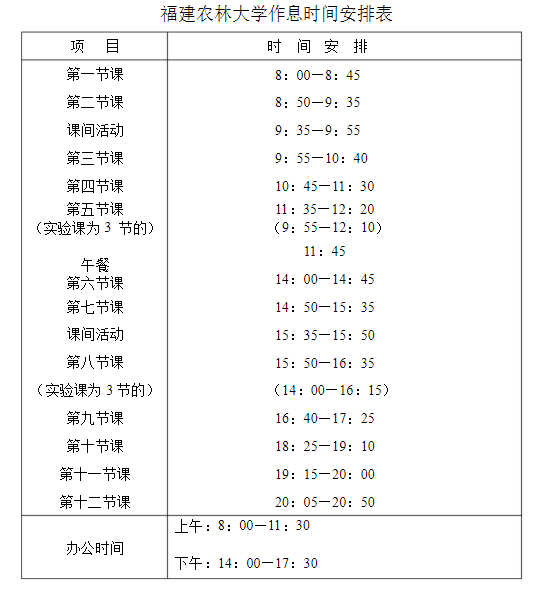 福建农林大学作息时间安排表
项 目 时 间 安 排
第一节课 8：00—8：45
第二节课 8：50—9：35
课间活动 9：35—9：55
第三节课 9：55—10：40
第四节课 10：45—11：30
第五节课 11：35—12：20
（实验课为3 节的） （9：55—12：10）
午餐 11：45
第六节课 14：00—14：45
第七节课 14：50—15：35
课间活动 15：35—15：50
第八节课 15：50—16：35
（实验课为3节的） （14：00—16：15）
第九节课 16：40—17：25
第十节课 18：25—19：10
第十一节课 19：15—20：00
第十二节课 20：05—20：50
办公时间
上午：8：00—11：30
下午：14：00—17：30